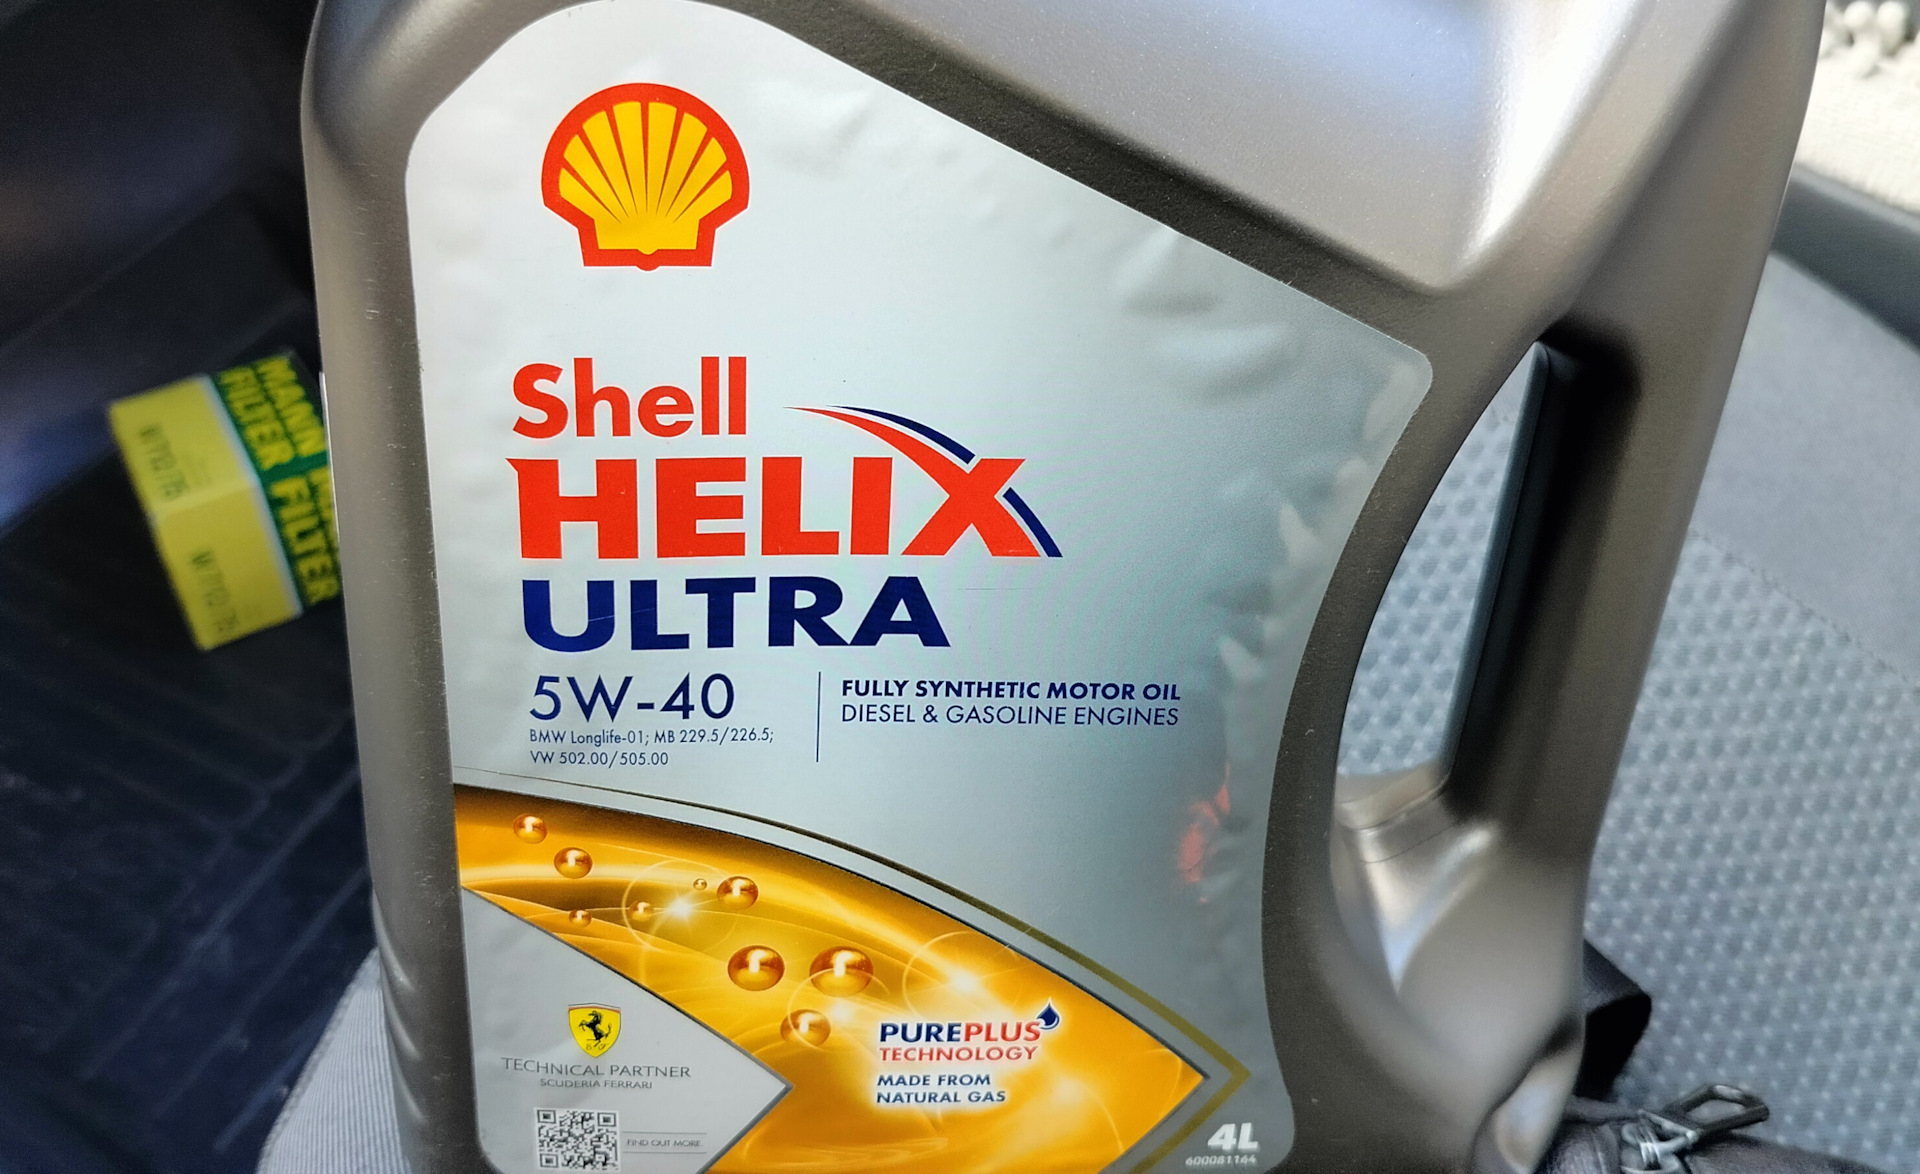 Shell
HELIX
ULTRA
5W-40
BMW Longlife-01; MB 229.5/226.5;
VW 502.00/505.00
FULLY SYNTHETIC MOTOR OIL
DIESEL & GASOLINE ENGINES
PUREPLUS
TECHNOLOGY
MADE FROM
NATURAL GAS
TECHNICAL PARTNER
SCUDERIA FERRARI
FIND OUT MORE
4L
600081164
MANN
FILTER
FILTER